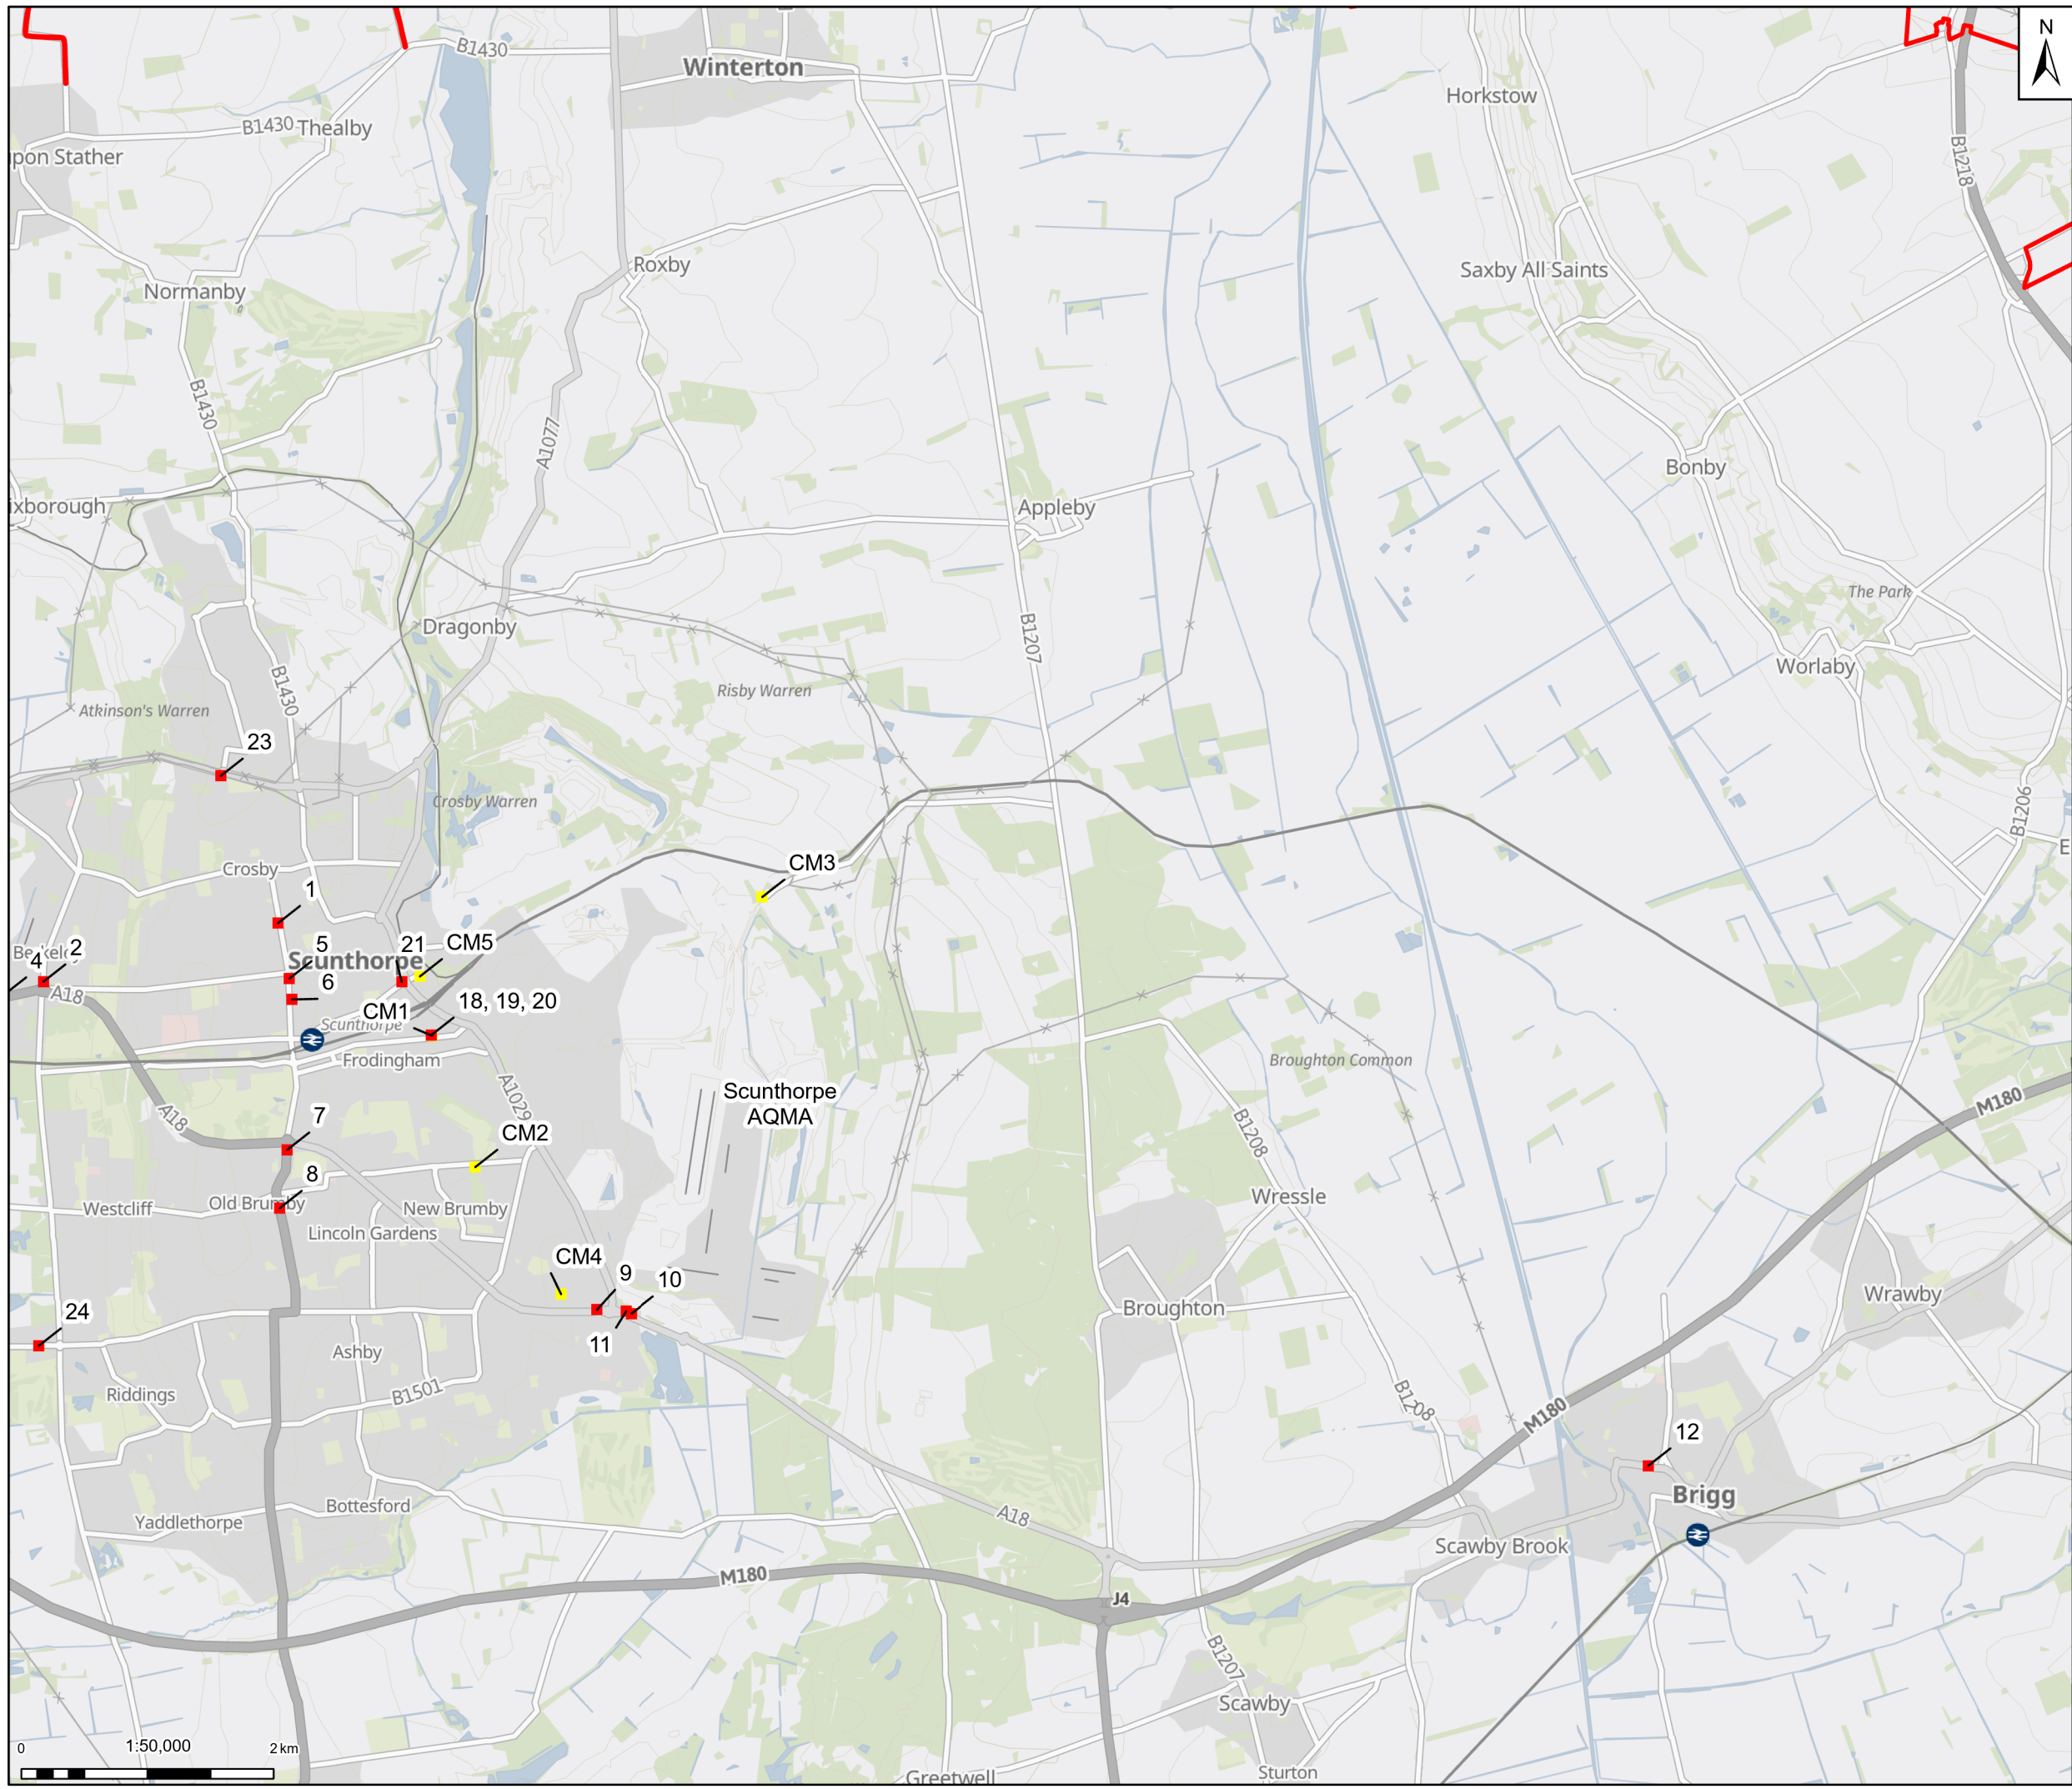 N
B1430
Winterton
Horkstow
B1430
Thealby
upon Stather
B1218
Roxby
Saxby All Saints
Normanby
B1430
A1077
Bonby
ixborough
Appleby
The Park
B1207
Dragonby
Worlaby
B1430
Risby Warren
Atkinson's Warren
23
Crosby Warren
B1206
E
CM3
Crosby
1
5
21
CM5
2
4
Scunthorpe
6
A18
18, 19, 20
CM1
Scunthorpe
Frodingham
Broughton Common
Scunthorpe
AQMA
A1029
M180
A18
7
CM2
B1208
8
Wressle
Westcliff
Old Brumby
New Brumby
Lincoln Gardens
CM4
9
10
Wrawby
Broughton
24
11
Ashby
Riddings
B1501
B1208
M180
12
Brigg
Bottesford
A18
Yaddlethorpe
Scawby Brook
M180
J4
B1207
Scawby
1:50,000
0
2 km
Sturton
Greetwell